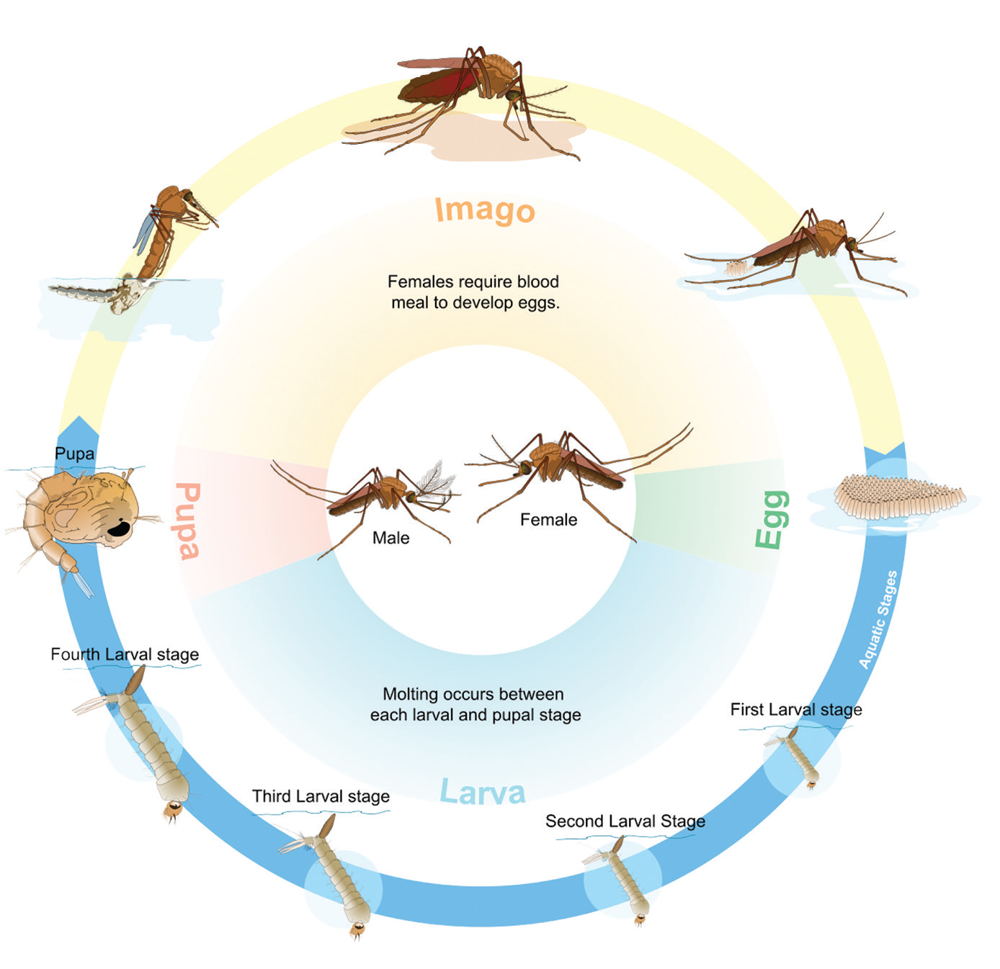 Imago
Females require blood
meal to develop eggs.
Pupa
Pupa
Egg
Female
Male
Aquatic Stages
Fourth Larval stage
Molting occurs between
each larval and pupal stage
First Larval stage
Larva
Third Larval stage
Second Larval Stage